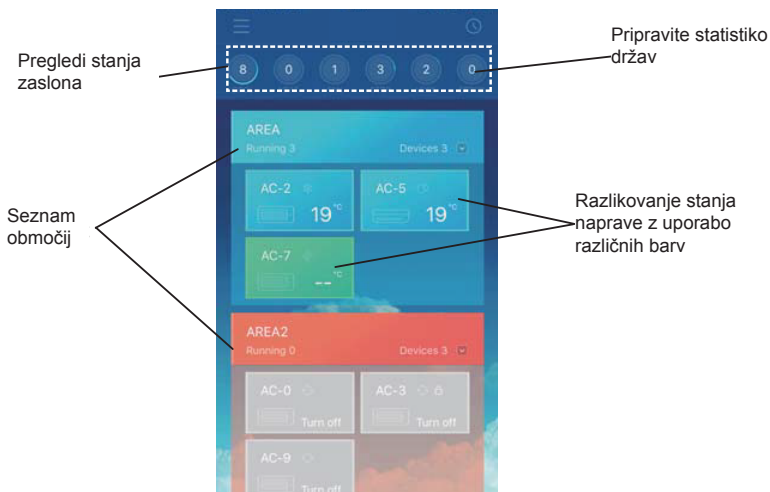 Pregledi stanja
zaslona
Pripravite statistiko
držav
8 0 1 3 2 0
AREA
Running 3 Devices 3
AC-2 AC-5
19 °C 19 °C
AC-7
-- °C
Seznam
območij
Razlikovanje stanja
naprave z uporabo
različnih barv
AREA2
Running 0 Devices 3
AC-0 AC-3
Turn off Turn off
AC-9
Turn off